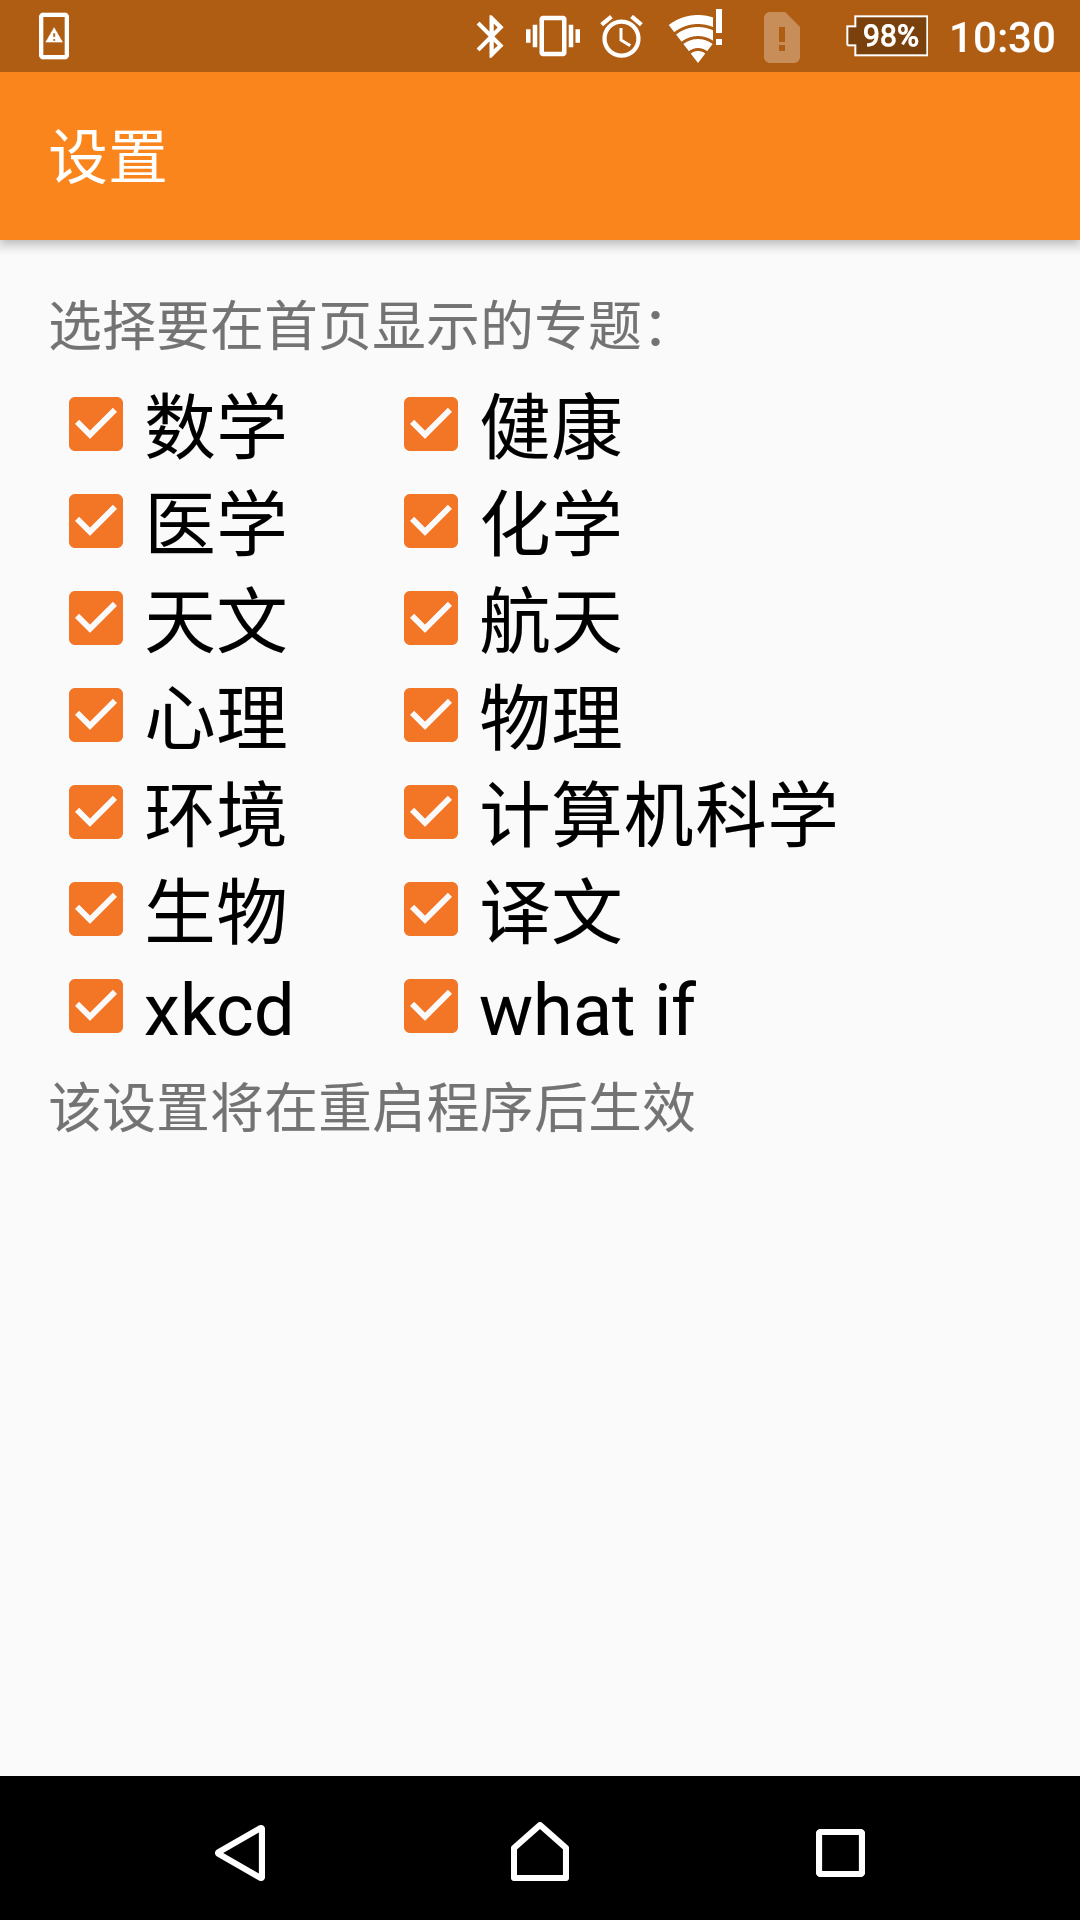 98% 10:30
设置
选择要在首页显示的专题：
数学 健康
医学 化学
天文 航天
心理 物理
环境 计算机科学
生物 译文
xkcd what if
该设置将在重启程序后生效